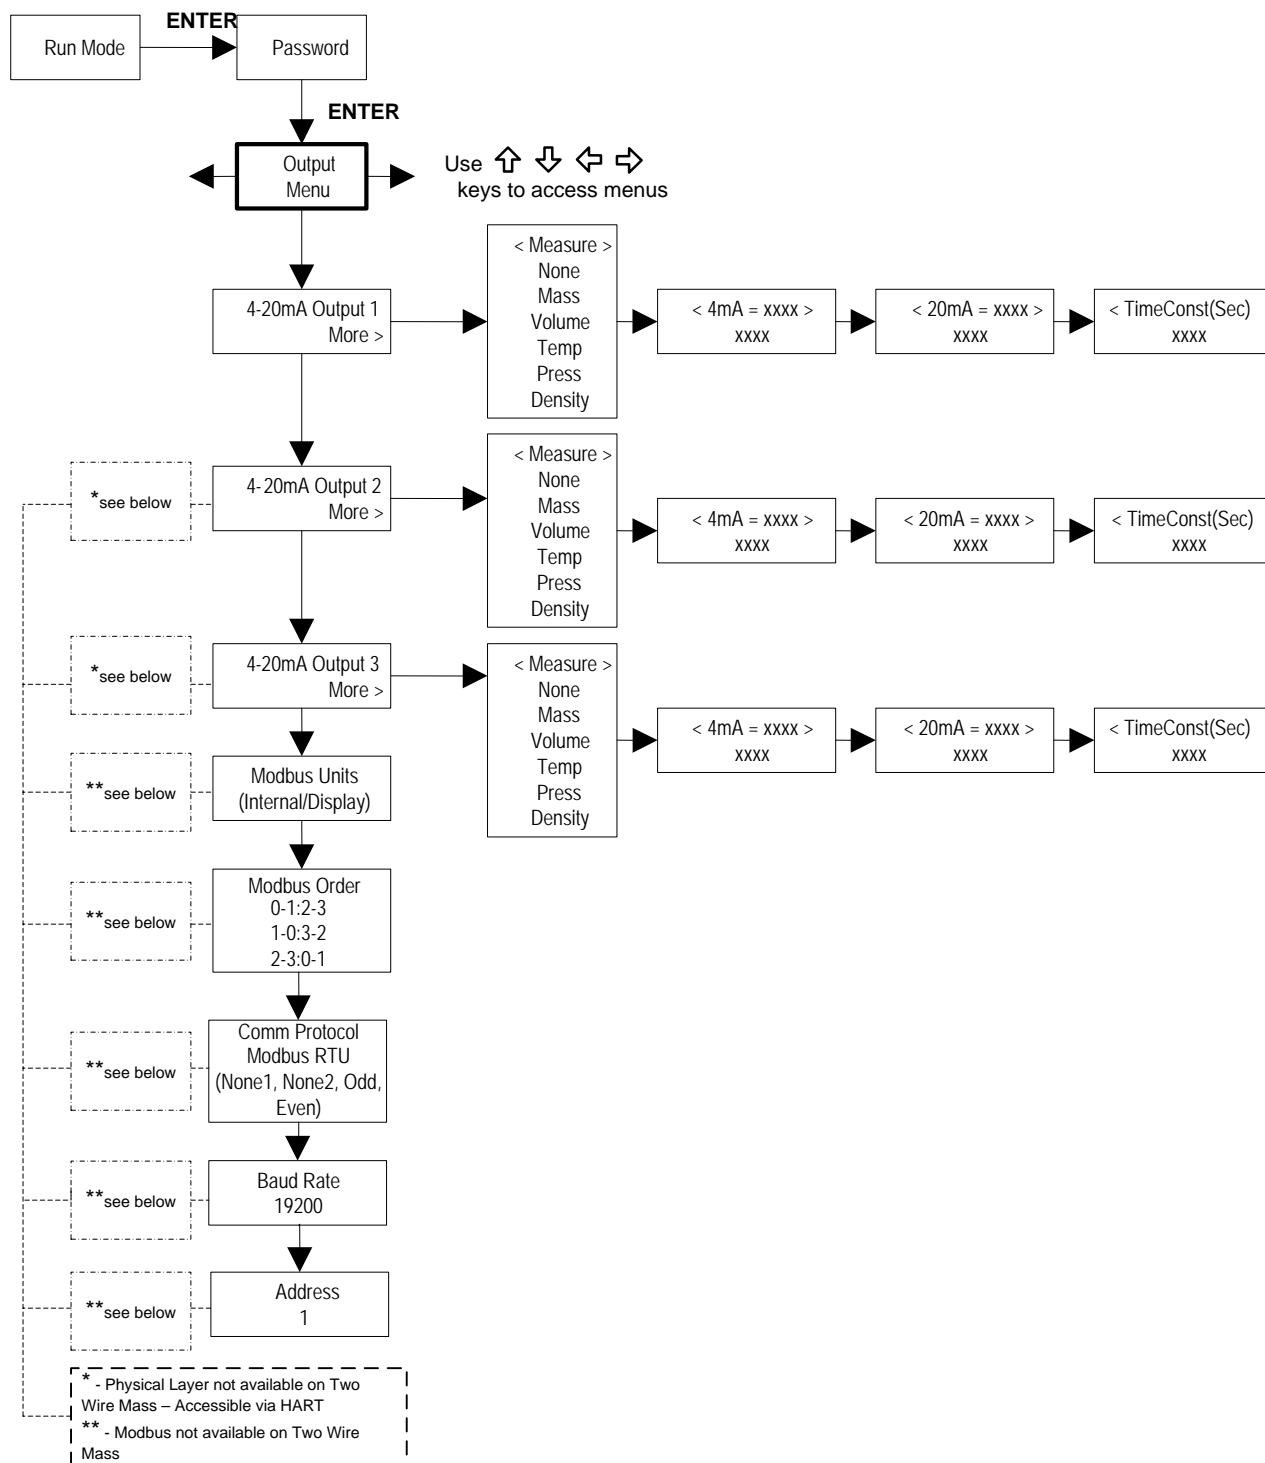 ENTER
Run Mode
Password
ENTER
Output
Menu
Use
keys to access menus
4-20mA Output 1
More >
< Measure >
None
Mass
Volume
Temp
Press
Density
< 4mA = xxxx >
xxxx
< 20mA = xxxx >
xxxx
< TimeConst(Sec)
xxxx
*see below
4-20mA Output 2
More >
< Measure >
None
Mass
Volume
Temp
Press
Density
< 4mA = xxxx >
xxxx
< 20mA = xxxx >
xxxx
< TimeConst(Sec)
xxxx
*see below
4-20mA Output 3
More >
< Measure >
None
Mass
Volume
Temp
Press
Density
< 4mA = xxxx >
xxxx
< 20mA = xxxx >
xxxx
< TimeConst(Sec)
xxxx
**see below
Modbus Units
(Internal/Display)
**see below
Modbus Order
0-1:2-3
1-0:3-2
2-3:0-1
**see below
Comm Protocol
Modbus RTU
(None1, None2, Odd,
Even)
**see below
Baud Rate
19200
**see below
Address
1
* - Physical Layer not available on Two
Wire Mass – Accessible via HART
** - Modbus not available on Two Wire
Mass